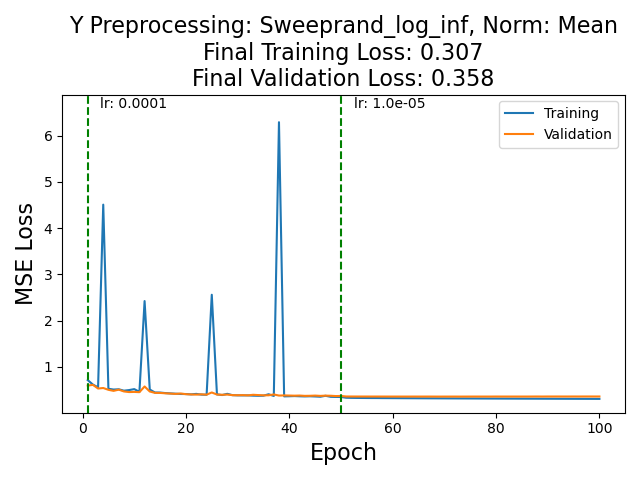 Y Preprocessing: Sweeprand_log_inf, Norm: Mean
Final Training Loss: 0.307
Final Validation Loss: 0.358
lr: 0.0001
lr: 1.0e-05
Training
Validation
MSE Loss
6
5
4
3
2
1
0
20
40
60
80
100
Epoch